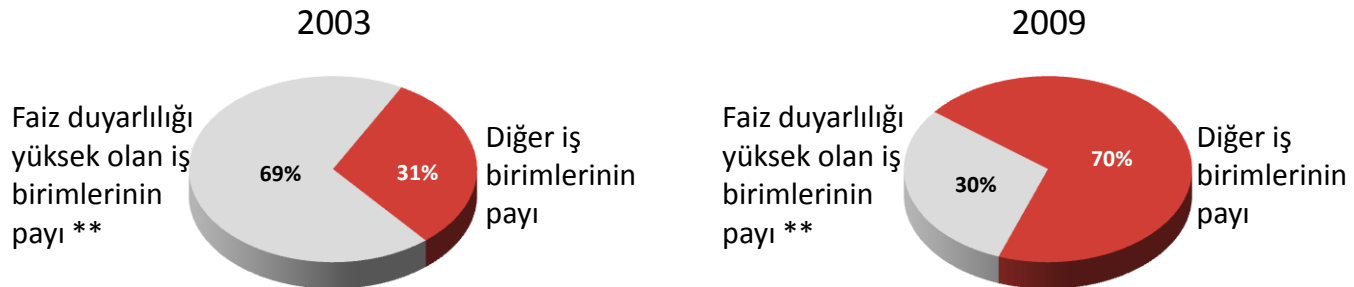 2003
Faiz duyarlılığı
yüksek olan iş
birimlerinin
payı **
69%
31%
Diğer iş
birimlerinin
payı
2009
Faiz duyarlılığı
yüksek olan iş
birimlerinin
payı **
30%
70%
Diğer iş
birimlerinin
payı